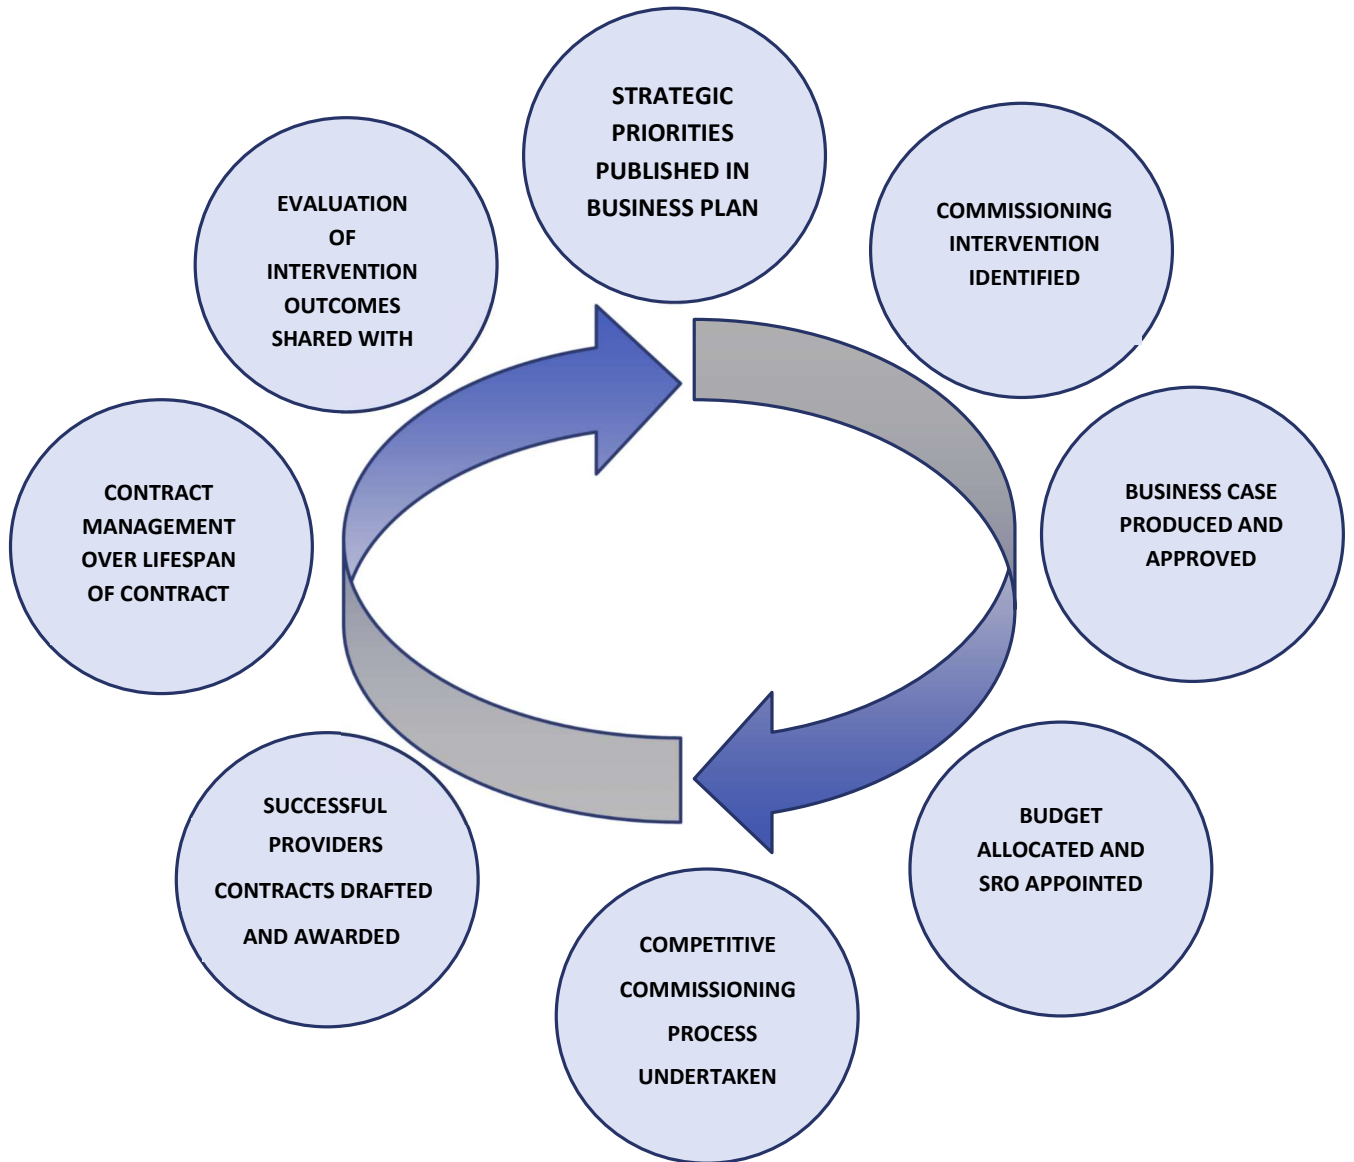 STRATEGIC
PRIORITIES
PUBLISHED IN
BUSINESS PLAN
COMMISSIONING
INTERVENTION
IDENTIFIED
BUSINESS CASE
PRODUCED AND
APPROVED
BUDGET
ALLOCATED AND
SRO APPOINTED
COMPETITIVE
COMMISSIONING
PROCESS
UNDERTAKEN
SUCCESSFUL
PROVIDERS
CONTRACTS DRAFTED
AND AWARDED
CONTRACT
MANAGEMENT
OVER LIFESPAN
OF CONTRACT
EVALUATION
OF
INTERVENTION
OUTCOMES
SHARED WITH